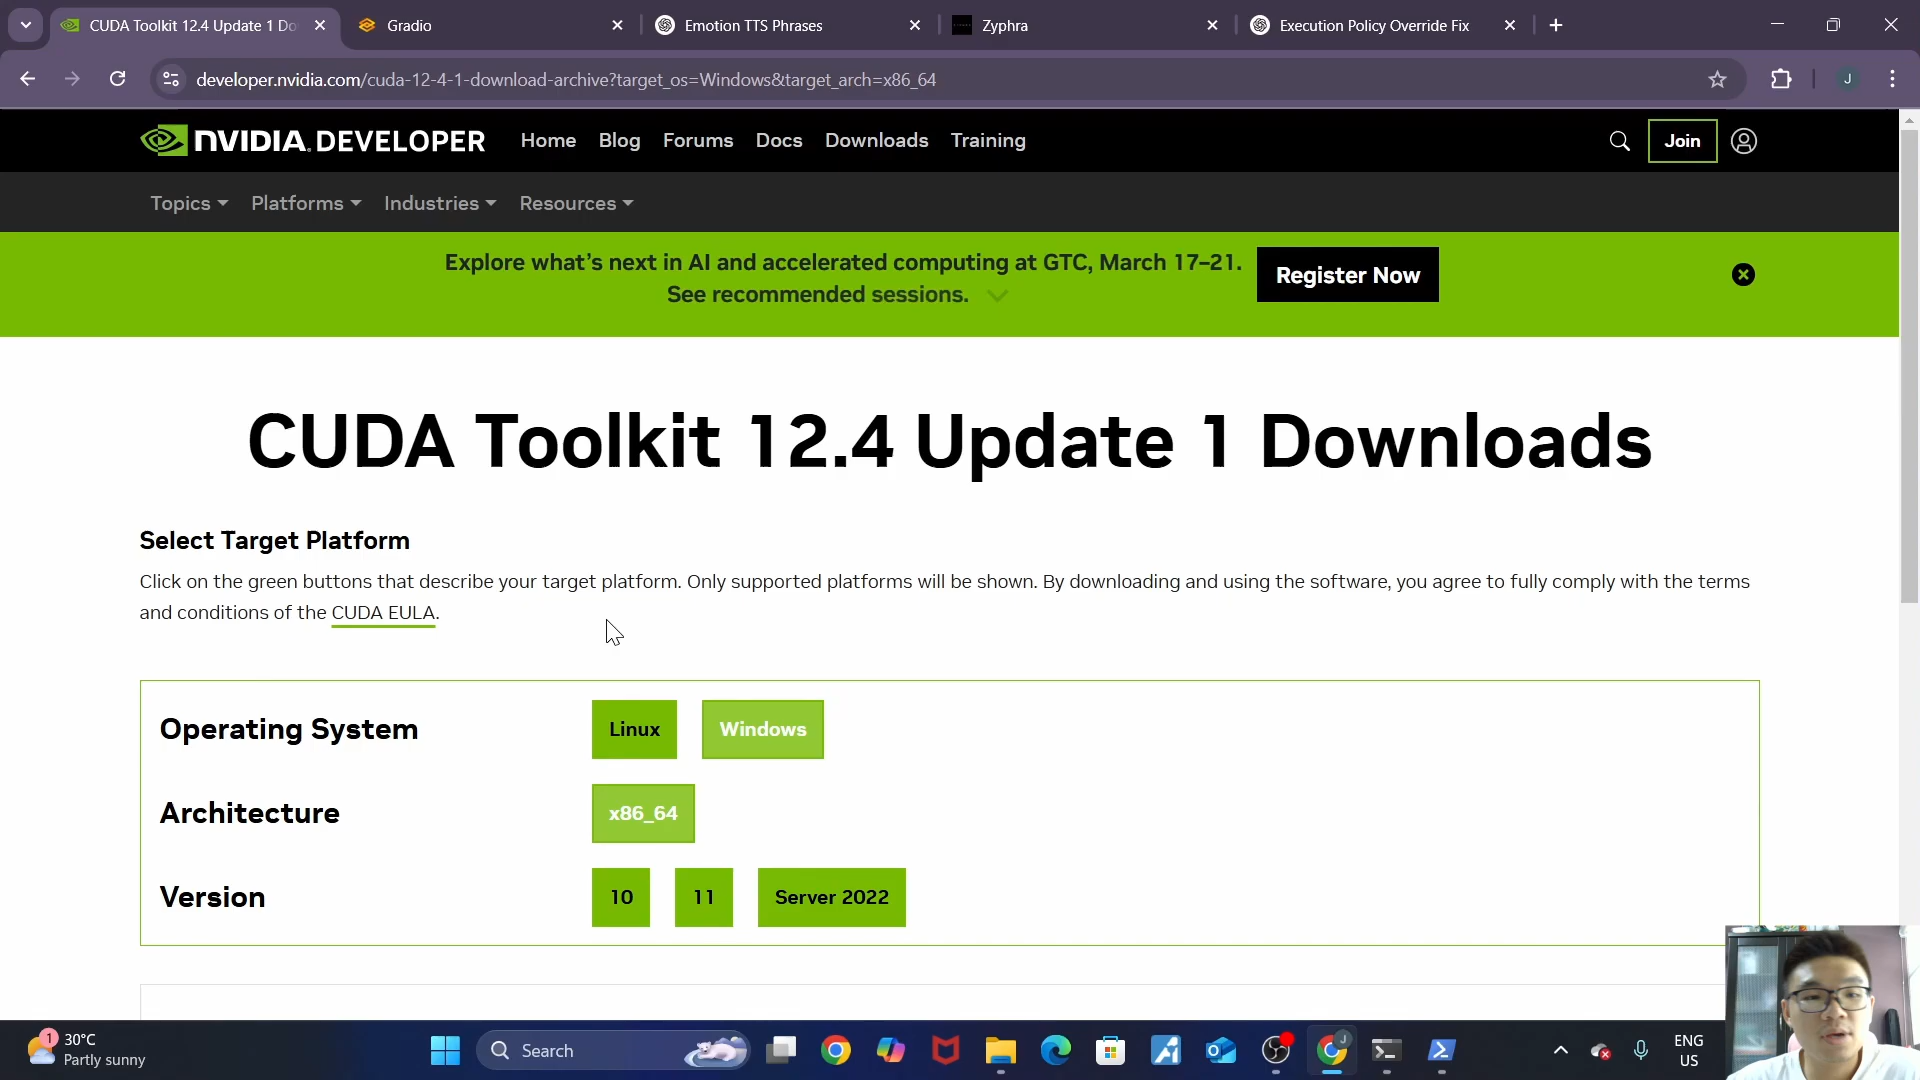 CUDA Toolkit 12.4 Update 1 Do
Gradio
Emotion TTS Phrases
Zyphra
Execution Policy Override Fix
developer.nvidia.com/cuda-12-4-1-download-archive?target_os=Windows&target_arch=x86_64
J
NVIDIA DEVELOPER
Home Blog Forums Docs Downloads Training
Join
Topics Platforms Industries Resources
Explore what's next in AI and accelerated computing at GTC, March 17–21.
See recommended sessions.
Register Now
CUDA Toolkit 12.4 Update 1 Downloads
Select Target Platform
Click on the green buttons that describe your target platform. Only supported platforms will be shown. By downloading and using the software, you agree to fully comply with the terms
and conditions of the CUDA EULA.
Operating System Linux Windows
Architecture x86_64
Version 10 11 Server 2022
1
30°C
Partly sunny
Search
J
ENG
US